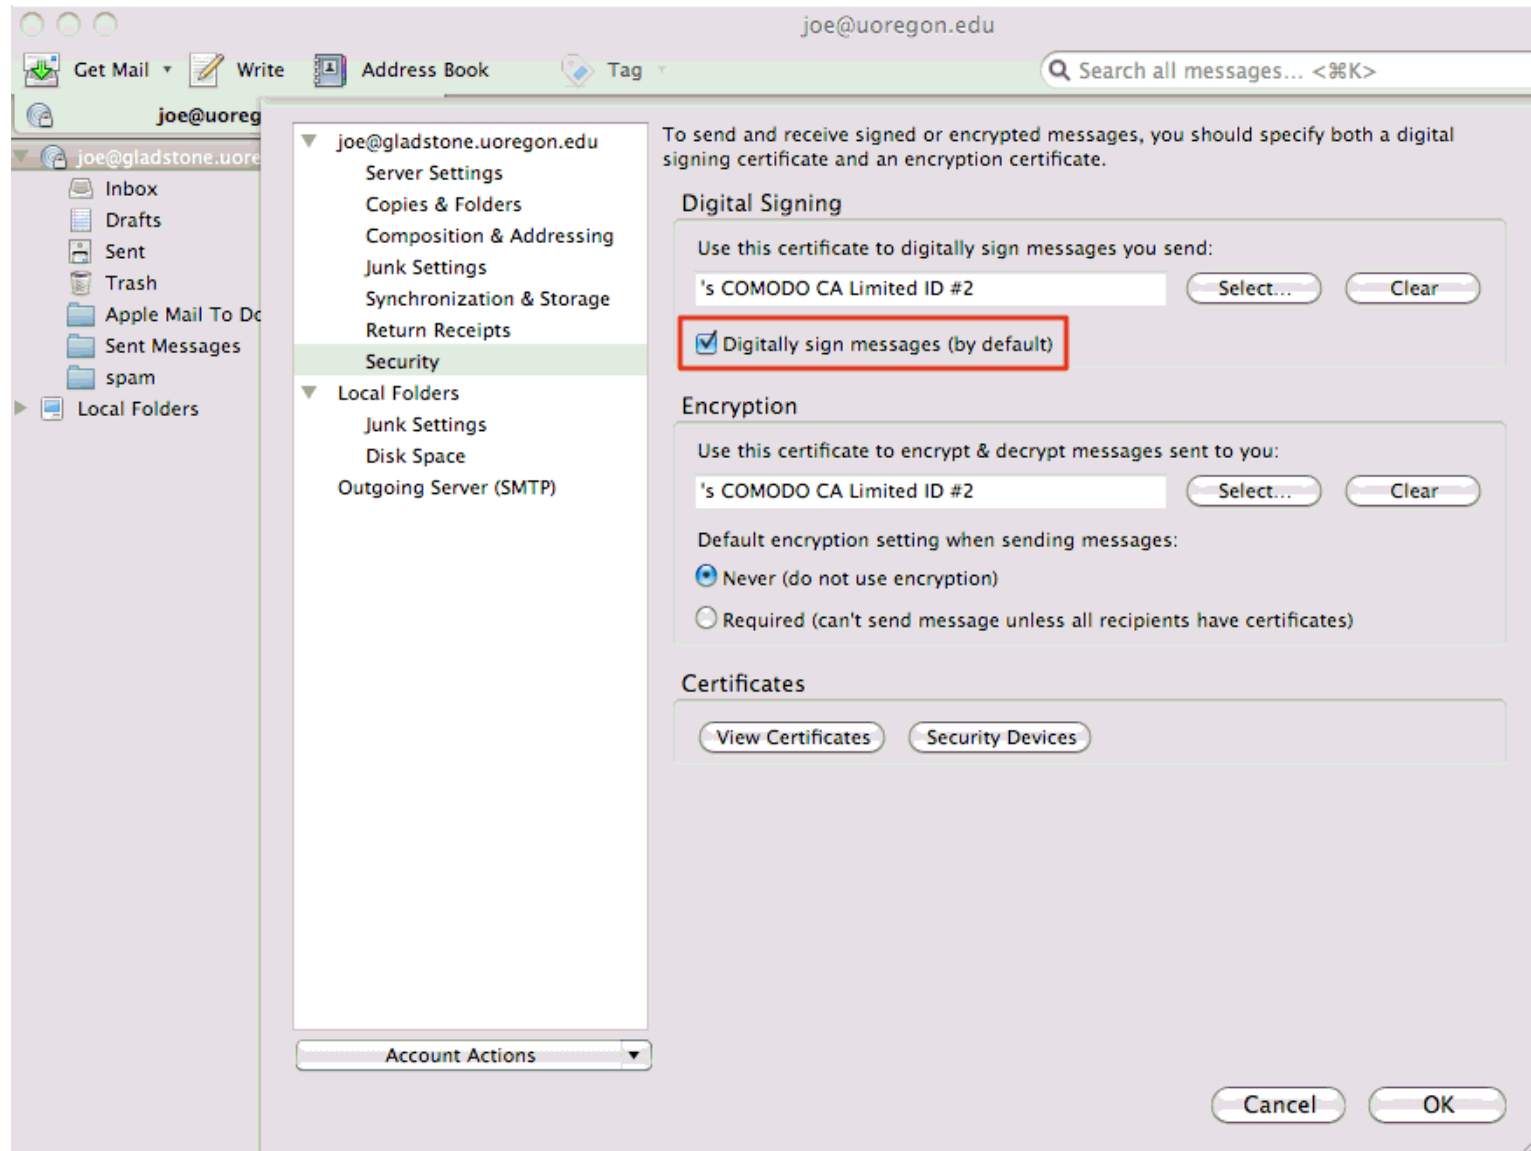 joe@uoregon.edu
Get Mail
Write
Address Book
Tag
Search all messages... <⌘K>
joe@uoreg
joe@gladstone.uore
Inbox
Drafts
Sent
Trash
Apple Mail To Do
Sent Messages
spam
Local Folders
joe@gladstone.uoregon.edu
Server Settings
Copies & Folders
Composition & Addressing
Junk Settings
Synchronization & Storage
Return Receipts
Security
Local Folders
Junk Settings
Disk Space
Outgoing Server (SMTP)
Account Actions
To send and receive signed or encrypted messages, you should specify both a digital
signing certificate and an encryption certificate.
Digital Signing
Use this certificate to digitally sign messages you send:
's COMODO CA Limited ID #2
Select...
Clear
Digitally sign messages (by default)
Encryption
Use this certificate to encrypt & decrypt messages sent to you:
's COMODO CA Limited ID #2
Select...
Clear
Default encryption setting when sending messages:
Never (do not use encryption)
Required (can't send message unless all recipients have certificates)
Certificates
View Certificates
Security Devices
Cancel
OK